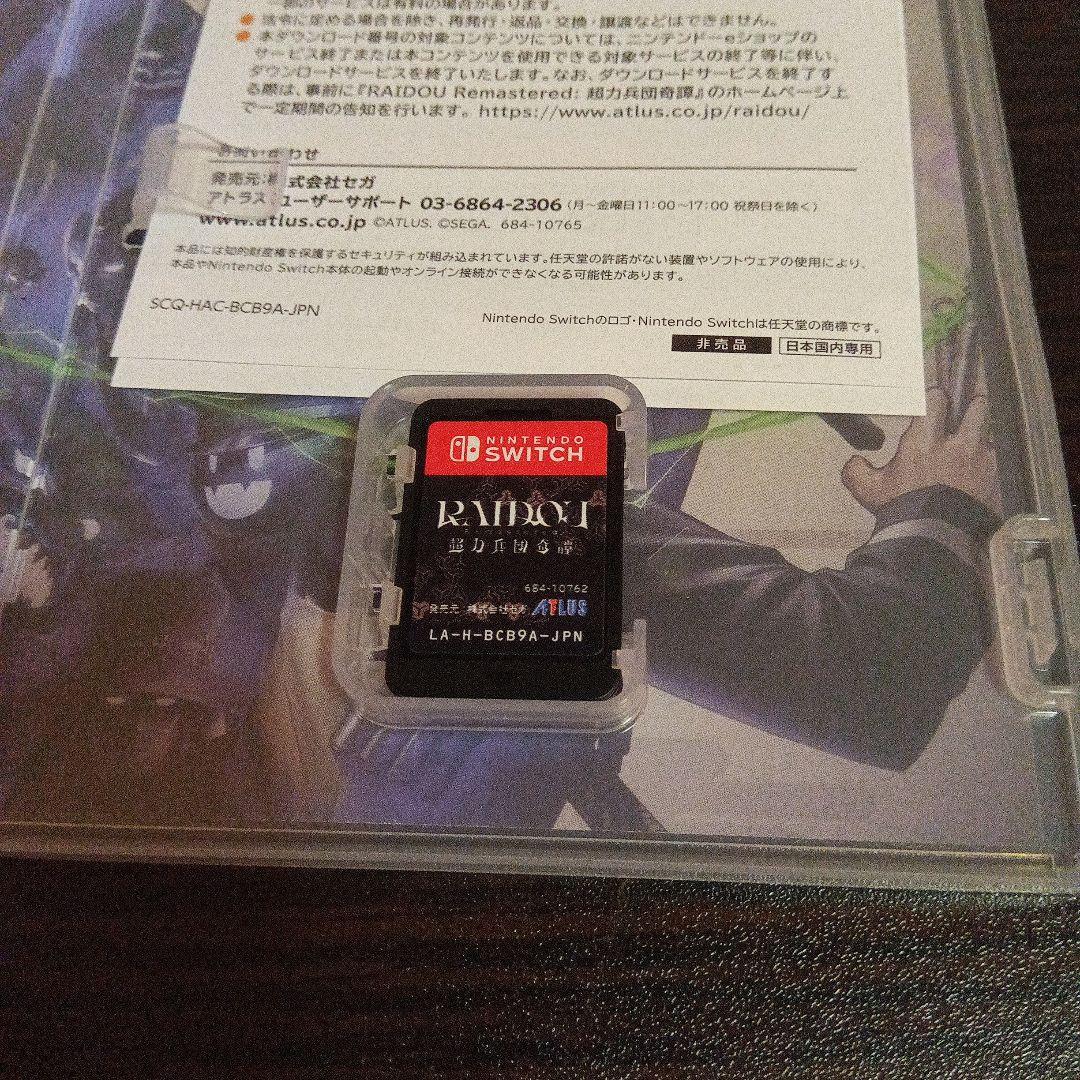 一部のサービスは有料の場合があります。
法令に定める場合を除き、再発行・返品・交換・譲渡などはできません。
本ダウンロード番号の対象コンテンツについては、ニンテンドーeショップの
サービス終了または本コンテンツを使用できる対象サービスの終了等に伴い、
ダウンロードサービスを終了いたします。なお、ダウンロードサービスを終了す
る際は、事前に『RAIDOU Remastered: 超力兵団奇譚』のホームページ上
で一定期間の告知を行います。https://www.atlus.co.jp/raidou/
お問い合わせ
発売元:株式会社セガ
アトラス ユーザーサポート 03-6864-2306 (月~金曜日11:00~17:00 祝祭日を除く)
www.atlus.co.jp ©ATLUS. ©SEGA. 684-10765
本品には知的財産権を保護するセキュリティが組み込まれています。任天堂の許諾がない装置やソフトウェアの使用により、
本品やNintendo Switch本体の起動やオンライン接続ができなくなる可能性があります。
SCQ-HAC-BCB9A-JPN
Nintendo Switchのロゴ・Nintendo Switchは任天堂の商標です。
非売品 日本国内専用
NINTENDO
SWITCH
RAIDOU
超力兵団奇譚
684-10762
発売元 株式会社セガ ATLUS
LA-H-BCB9A-JPN